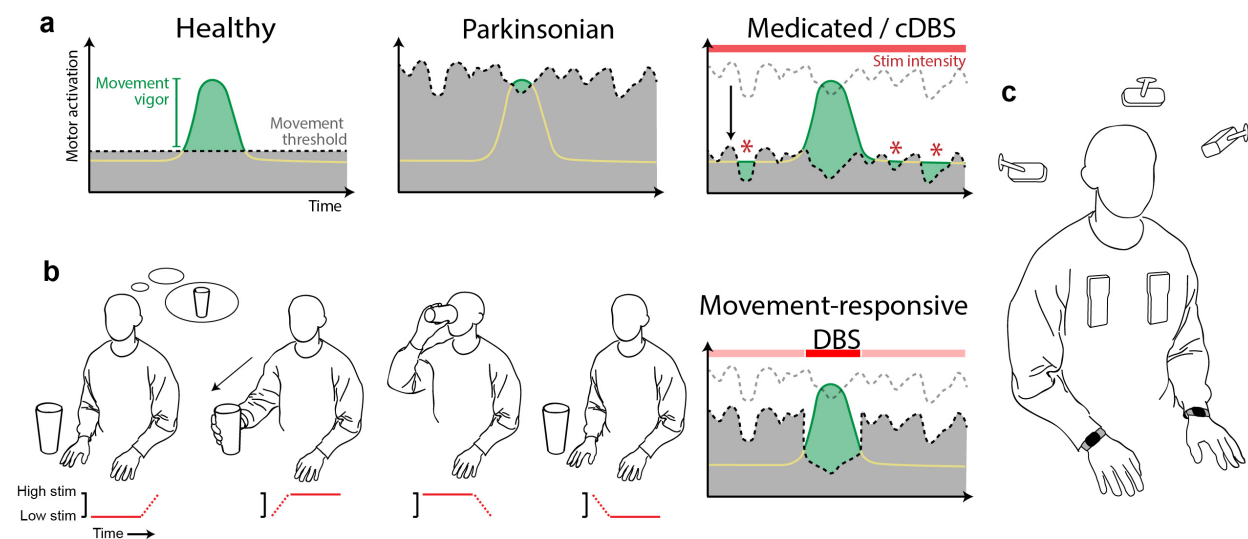 a
Healthy
Parkinsonian
Medicated / cDBS
Stim intensity
Motor activation
Movement
vigor
Movement
threshold
Time
*
*
*
c
b
Movement-responsive
DBS
High stim
Low stim
Time